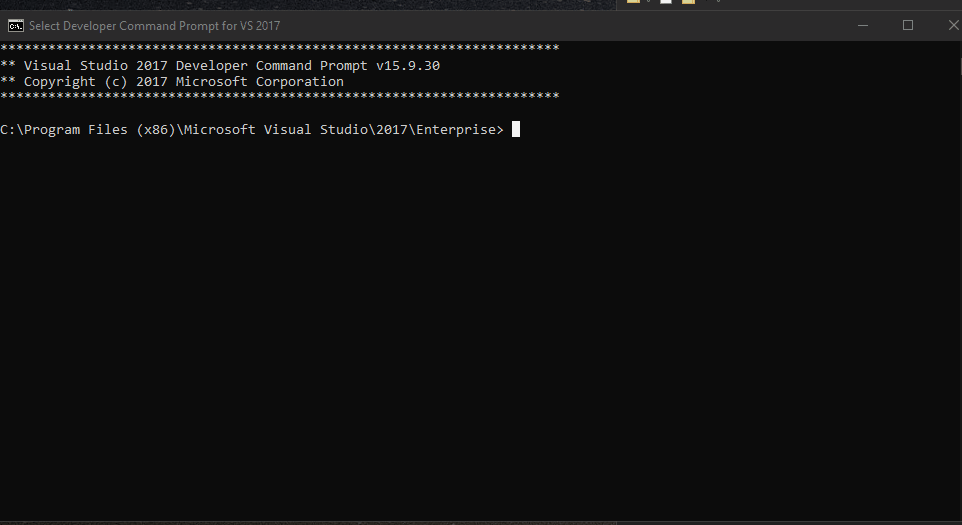 Select Developer Command Prompt for VS 2017
**********************************************************************
** Visual Studio 2017 Developer Command Prompt v15.9.30
** Copyright (c) 2017 Microsoft Corporation
**********************************************************************
C:\Program Files (x86)\Microsoft Visual Studio\2017\Enterprise>